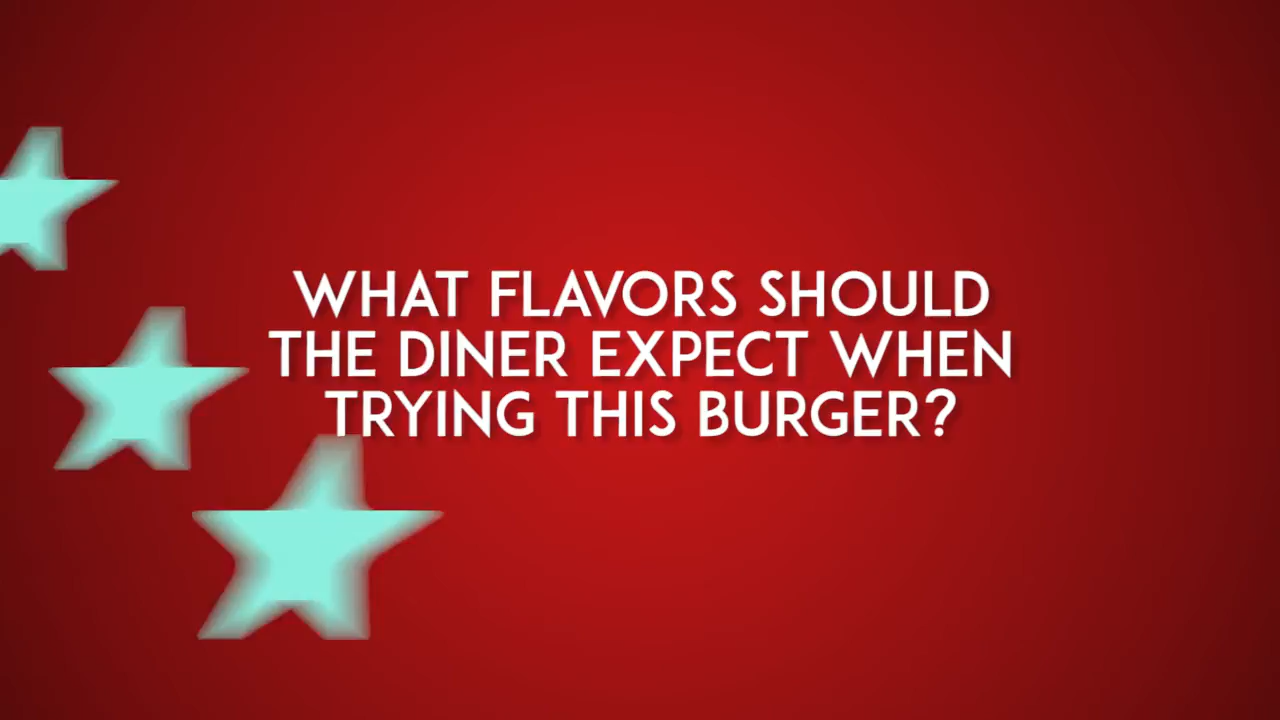 WHAT FLAVORS SHOULD
THE DINER EXPECT WHEN
TRYING THIS BURGER?